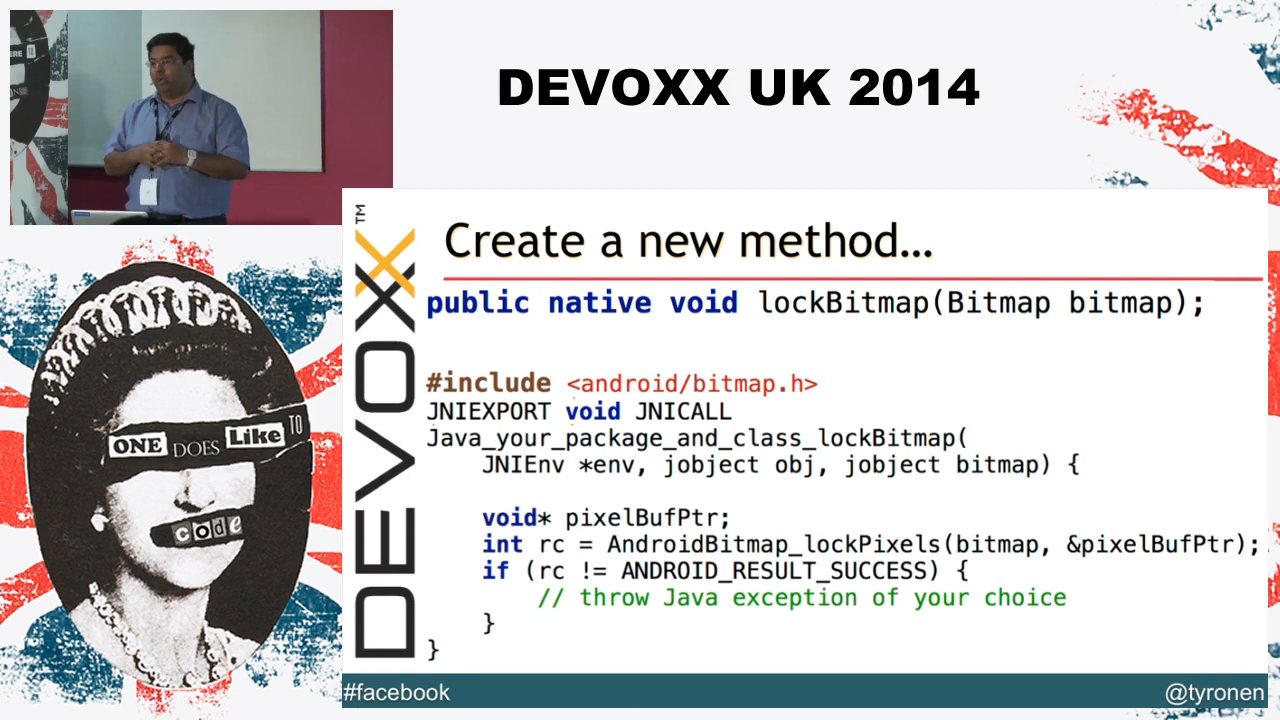 DEVOXX UK 2014
DEVOXX™
Create a new method...
public native void lockBitmap(Bitmap bitmap);
#include <android/bitmap.h>
JNIEXPORT void JNICALL
Java_your_package_and_class_lockBitmap(
JNIEnv *env, jobject obj, jobject bitmap) {
void* pixelBufPtr;
int rc = AndroidBitmap_lockPixels(bitmap, &pixelBufPtr);
if (rc != ANDROID_RESULT_SUCCESS) {
// throw Java exception of your choice
}
}
ONE DOES LiKe TO
code
#facebook
@tyronen